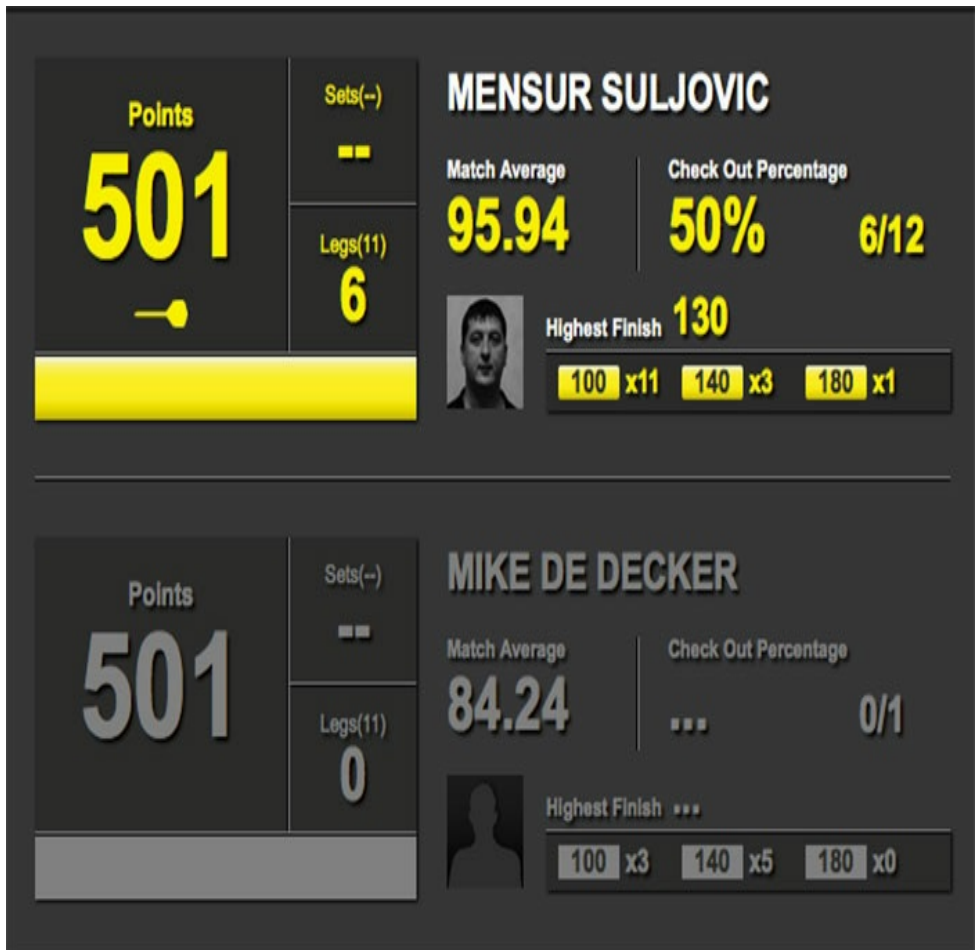 MENSUR SULJOVIC
Points
501
Sets(--)
--
Legs(11)
6
Match Average
95.94
Check Out Percentage
50% 6/12
Highest Finish 130
100 x11 140 x3 180 x1
MIKE DE DECKER
Points
501
Sets(--)
--
Legs(11)
0
Match Average
84.24
Check Out Percentage
... 0/1
Highest Finish ...
100 x3 140 x5 180 x0